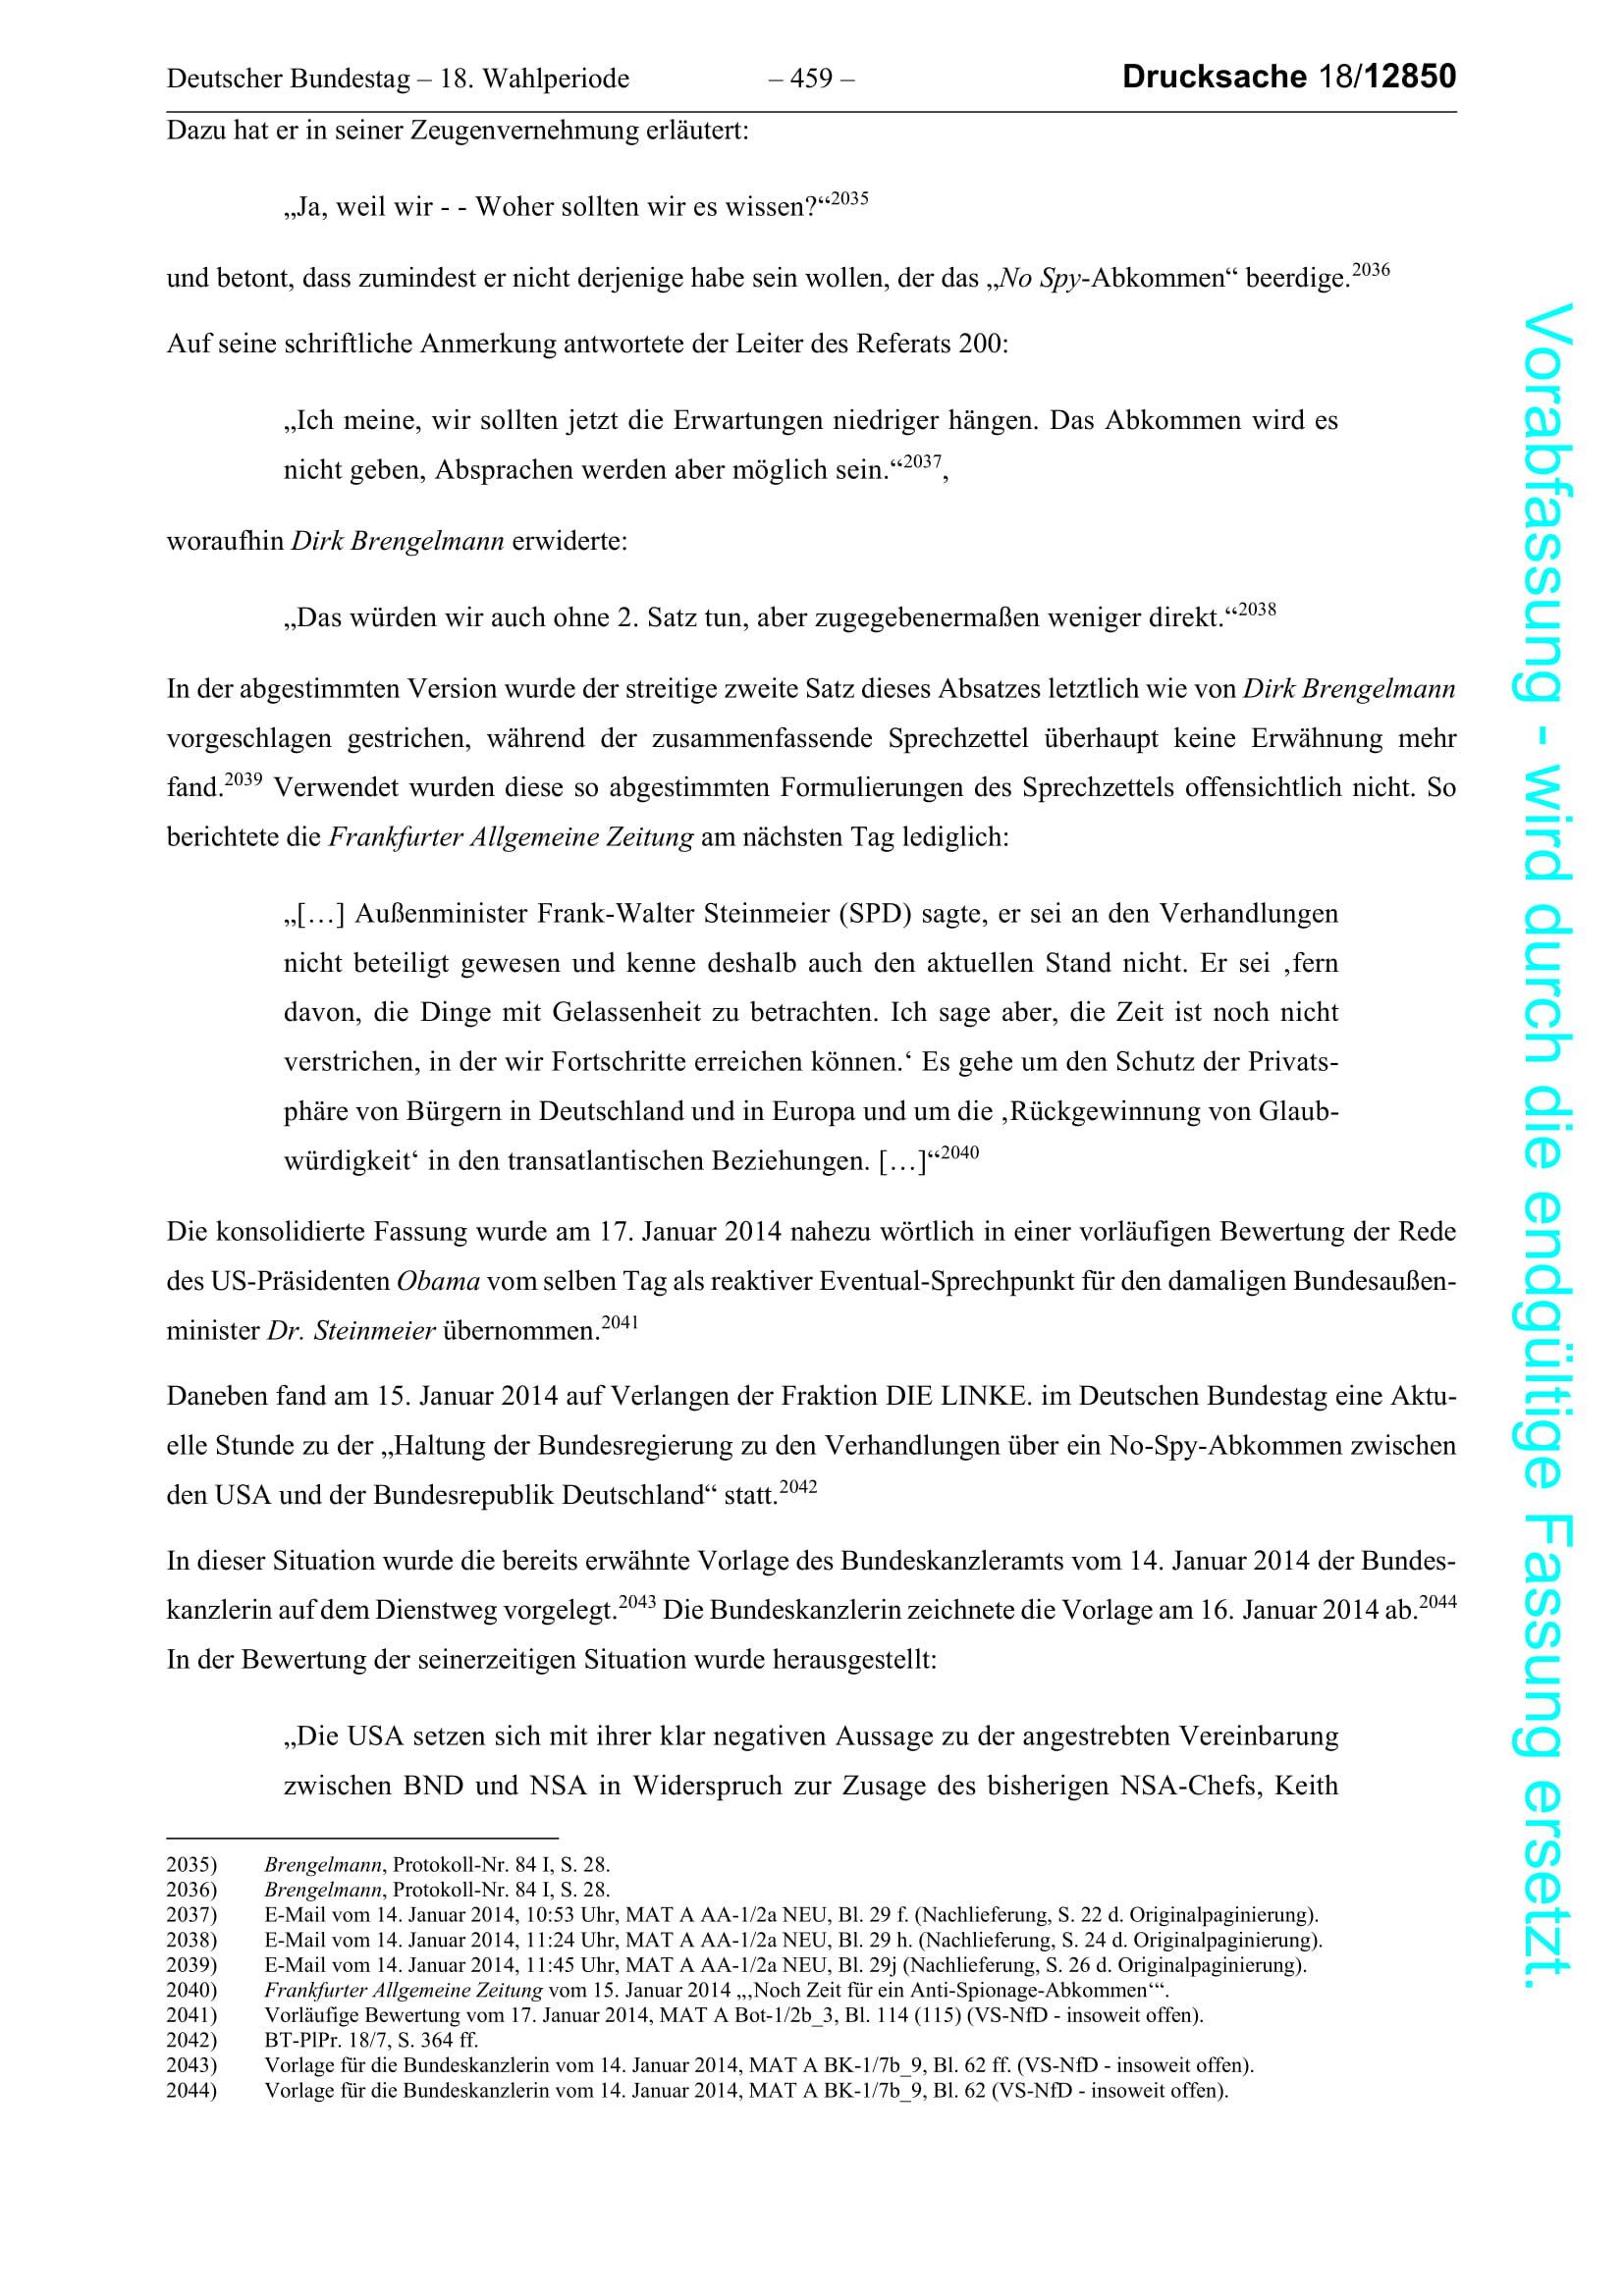 Deutscher Bundestag – 18. Wahlperiode – 459 – Drucksache 18/12850
Dazu hat er in seiner Zeugenvernehmung erläutert:
„Ja, weil wir - - Woher sollten wir es wissen?“2035
und betont, dass zumindest er nicht derjenige habe sein wollen, der das „No Spy-Abkommen“ beerdige.2036
Auf seine schriftliche Anmerkung antwortete der Leiter des Referats 200:
„Ich meine, wir sollten jetzt die Erwartungen niedriger hängen. Das Abkommen wird es
nicht geben, Absprachen werden aber möglich sein.“2037,
woraufhin Dirk Brengelmann erwiderte:
„Das würden wir auch ohne 2. Satz tun, aber zugegebenermaßen weniger direkt.“2038
In der abgestimmten Version wurde der streitige zweite Satz dieses Absatzes letztlich wie von Dirk Brengelmann
vorgeschlagen gestrichen, während der zusammenfassende Sprechzettel überhaupt keine Erwähnung mehr
fand.2039 Verwendet wurden diese so abgestimmten Formulierungen des Sprechzettels offensichtlich nicht. So
berichtete die Frankfurter Allgemeine Zeitung am nächsten Tag lediglich:
„[…] Außenminister Frank-Walter Steinmeier (SPD) sagte, er sei an den Verhandlungen
nicht beteiligt gewesen und kenne deshalb auch den aktuellen Stand nicht. Er sei ‚fern
davon, die Dinge mit Gelassenheit zu betrachten. Ich sage aber, die Zeit ist noch nicht
verstrichen, in der wir Fortschritte erreichen können.‘ Es gehe um den Schutz der Privats-
phäre von Bürgern in Deutschland und in Europa und um die ‚Rückgewinnung von Glaub-
würdigkeit‘ in den transatlantischen Beziehungen. […]“2040
Die konsolidierte Fassung wurde am 17. Januar 2014 nahezu wörtlich in einer vorläufigen Bewertung der Rede
des US-Präsidenten Obama vom selben Tag als reaktiver Eventual-Sprechpunkt für den damaligen Bundesaußen-
minister Dr. Steinmeier übernommen.2041
Daneben fand am 15. Januar 2014 auf Verlangen der Fraktion DIE LINKE. im Deutschen Bundestag eine Aktu-
elle Stunde zu der „Haltung der Bundesregierung zu den Verhandlungen über ein No-Spy-Abkommen zwischen
den USA und der Bundesrepublik Deutschland“ statt.2042
In dieser Situation wurde die bereits erwähnte Vorlage des Bundeskanzleramts vom 14. Januar 2014 der Bundes-
kanzlerin auf dem Dienstweg vorgelegt.2043 Die Bundeskanzlerin zeichnete die Vorlage am 16. Januar 2014 ab.2044
In der Bewertung der seinerzeitigen Situation wurde herausgestellt:
„Die USA setzen sich mit ihrer klar negativen Aussage zu der angestrebten Vereinbarung
zwischen BND und NSA in Widerspruch zur Zusage des bisherigen NSA-Chefs, Keith
2035) Brengelmann, Protokoll-Nr. 84 I, S. 28.
2036) Brengelmann, Protokoll-Nr. 84 I, S. 28.
2037) E-Mail vom 14. Januar 2014, 10:53 Uhr, MAT A AA-1/2a NEU, Bl. 29 f. (Nachlieferung, S. 22 d. Originalpaginierung).
2038) E-Mail vom 14. Januar 2014, 11:24 Uhr, MAT A AA-1/2a NEU, Bl. 29 h. (Nachlieferung, S. 24 d. Originalpaginierung).
2039) E-Mail vom 14. Januar 2014, 11:45 Uhr, MAT A AA-1/2a NEU, Bl. 29j (Nachlieferung, S. 26 d. Originalpaginierung).
2040) Frankfurter Allgemeine Zeitung vom 15. Januar 2014 „‚Noch Zeit für ein Anti-Spionage-Abkommen‘“.
2041) Vorläufige Bewertung vom 17. Januar 2014, MAT A Bot-1/2b_3, Bl. 114 (115) (VS-NfD - insoweit offen).
2042) BT-PlPr. 18/7, S. 364 ff.
2043) Vorlage für die Bundeskanzlerin vom 14. Januar 2014, MAT A BK-1/7b_9, Bl. 62 ff. (VS-NfD - insoweit offen).
2044) Vorlage für die Bundeskanzlerin vom 14. Januar 2014, MAT A BK-1/7b_9, Bl. 62 (VS-NfD - insoweit offen).
Vorabfassung - wird durch die endgültige Fassung ersetzt.